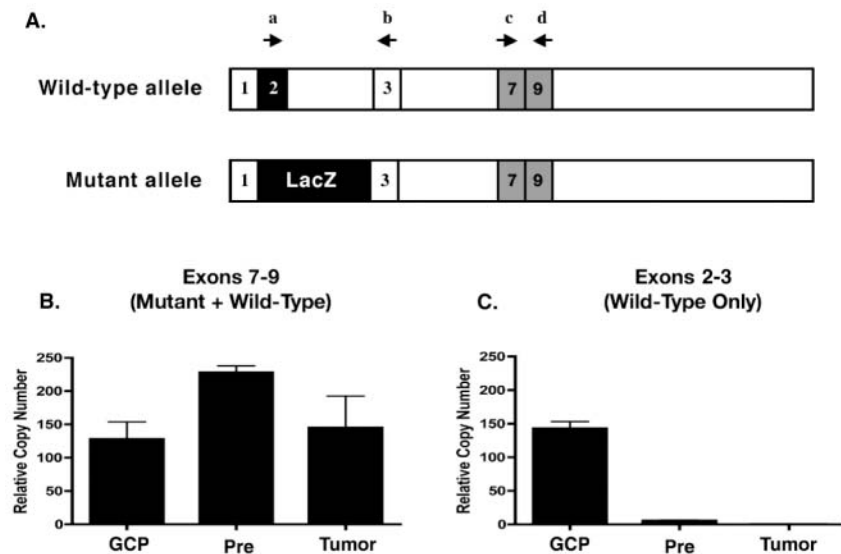 A.
a b c d
Wild-type allele 1 2 3 7 9
Mutant allele 1 LacZ 3 7 9
B.
Exons 7-9
(Mutant + Wild-Type)
Relative Copy Number
250
200
150
100
50
0
GCP Pre Tumor
C.
Exons 2-3
(Wild-Type Only)
Relative Copy Number
250
200
150
100
50
0
GCP Pre Tumor